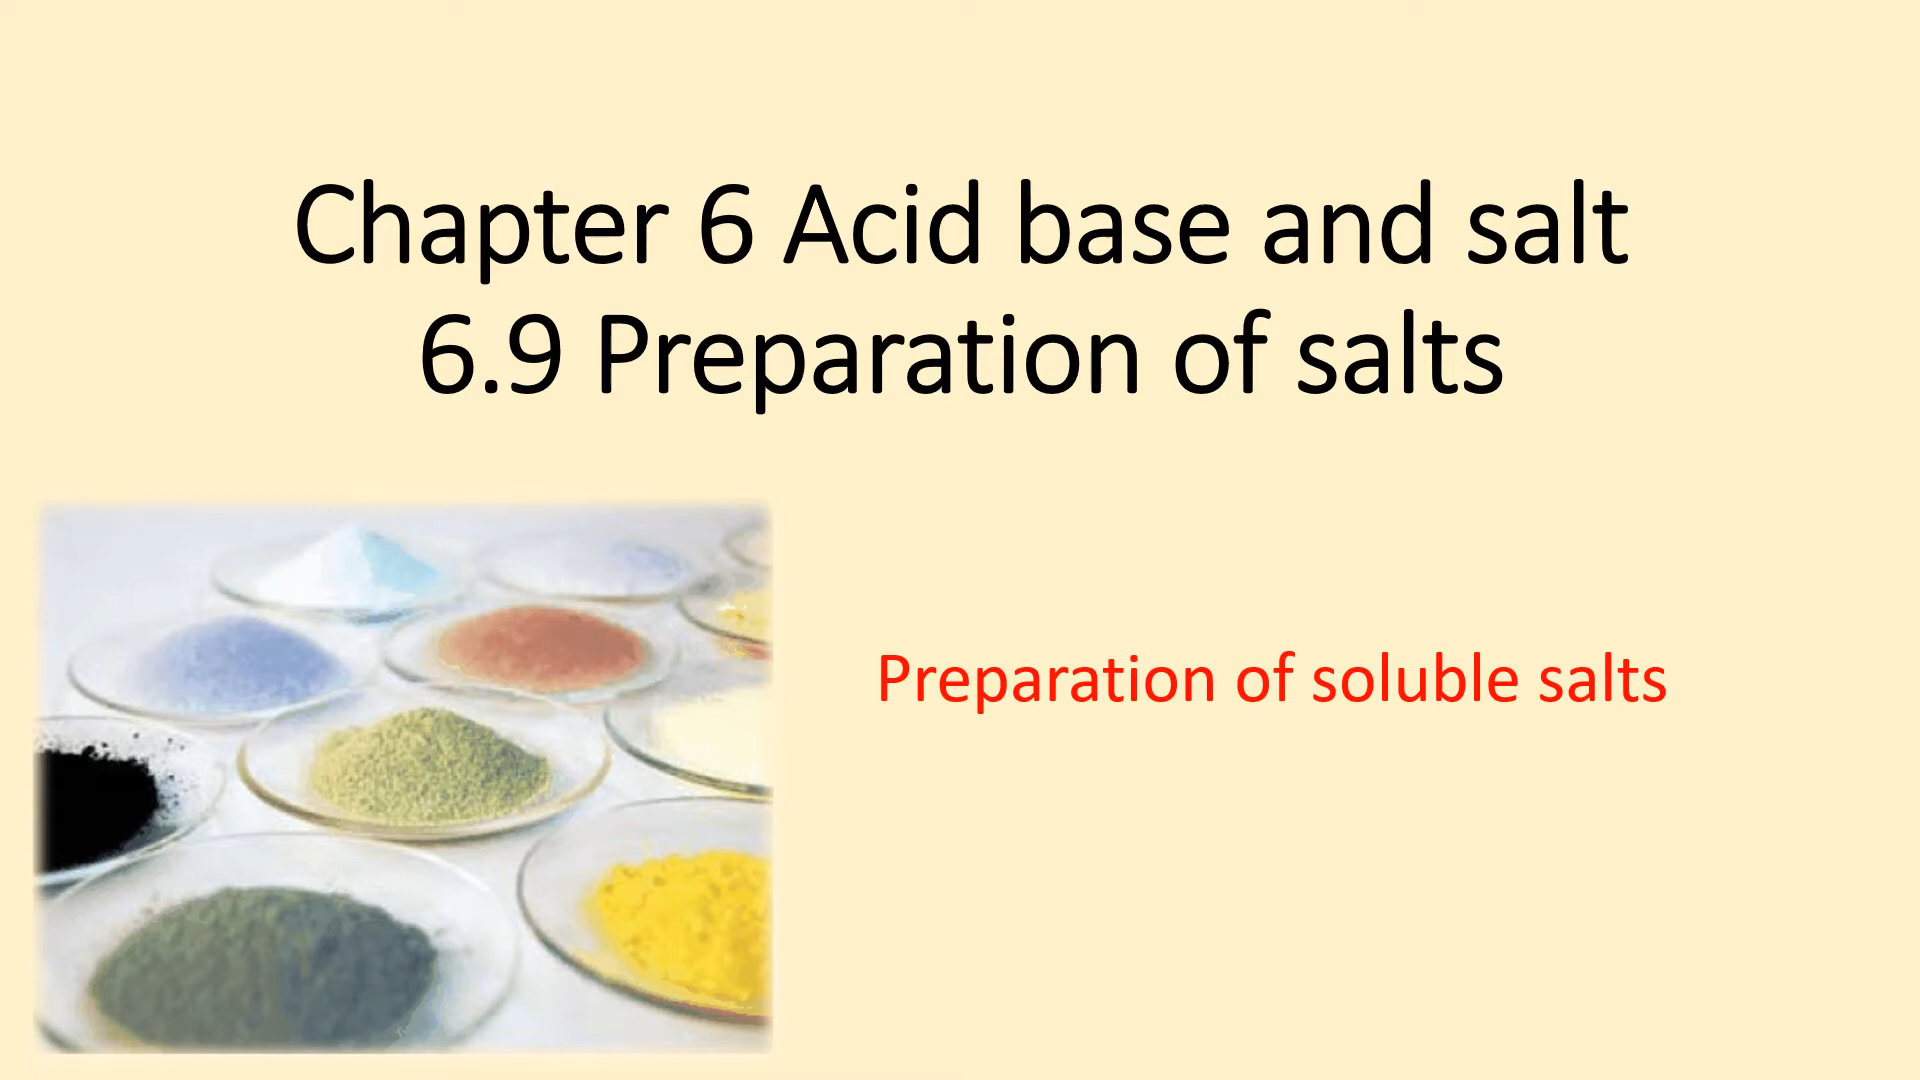 Chapter 6 Acid base and salt
6.9 Preparation of salts
Preparation of soluble salts